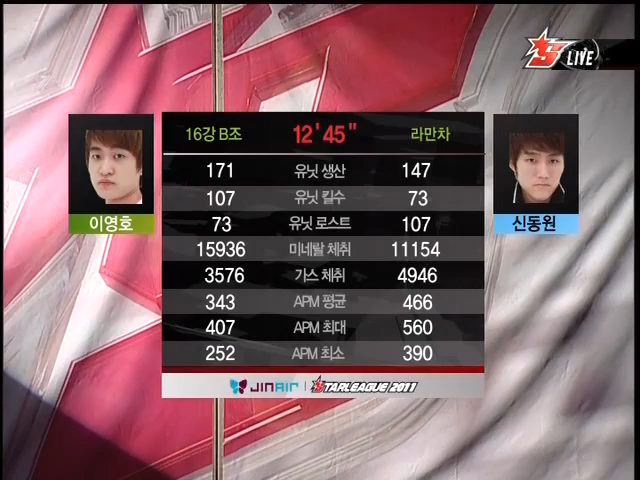 S LIVE
16강 B조 12' 45" 라만차
171 유닛 생산 147
107 유닛 킬수 73
73 유닛 로스트 107
15936 미네랄 채취 11154
3576 가스 채취 4946
343 APM 평균 466
407 APM 최대 560
252 APM 최소 390
이영호
신동원
JINAIR | STARLEAGUE 2011